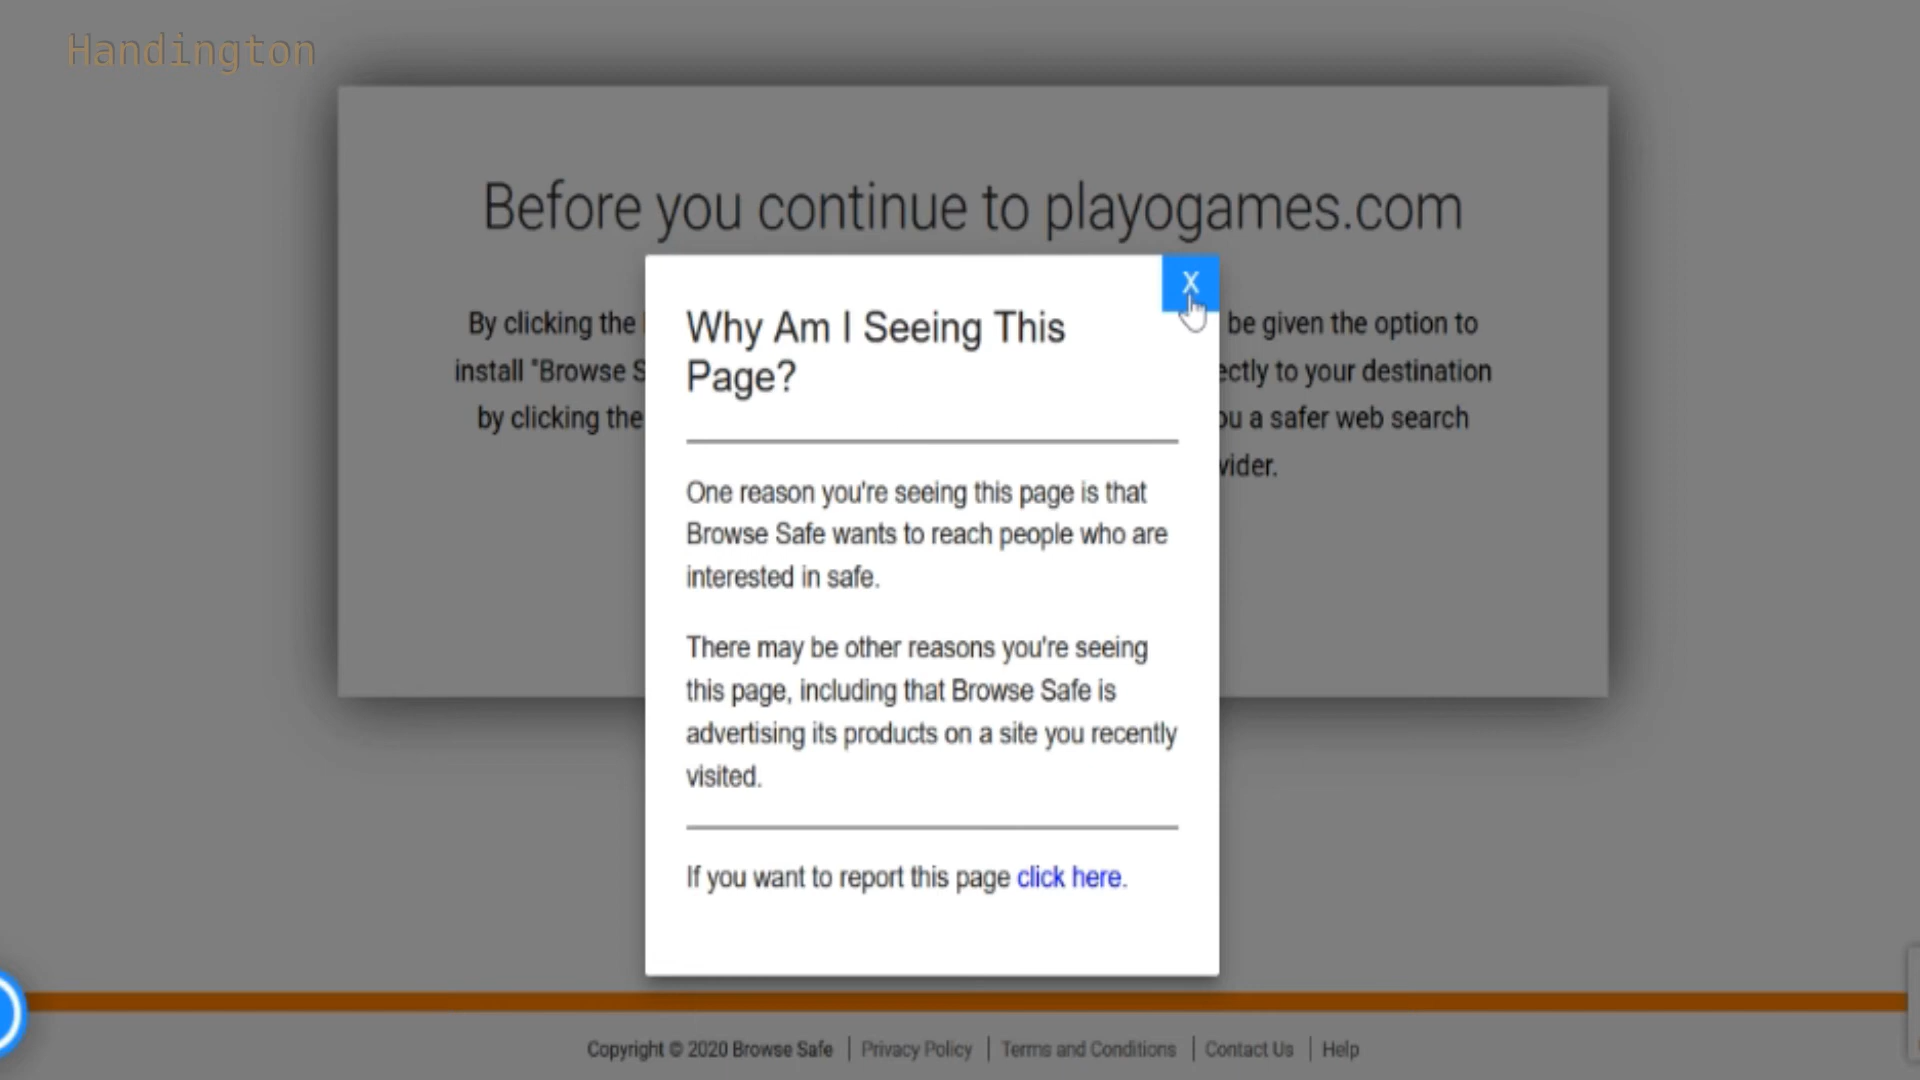 Handington
Before you continue to playogames.com
By clicking the
be given the option to
install "Browse S
ectly to your destination
by clicking the
ou a safer web search
vider.
X
Why Am I Seeing This
Page?
One reason you're seeing this page is that
Browse Safe wants to reach people who are
interested in safe.
There may be other reasons you're seeing
this page, including that Browse Safe is
advertising its products on a site you recently
visited.
If you want to report this page click here.
Copyright © 2020 Browse Safe | Privacy Policy | Terms and Conditions | Contact Us | Help